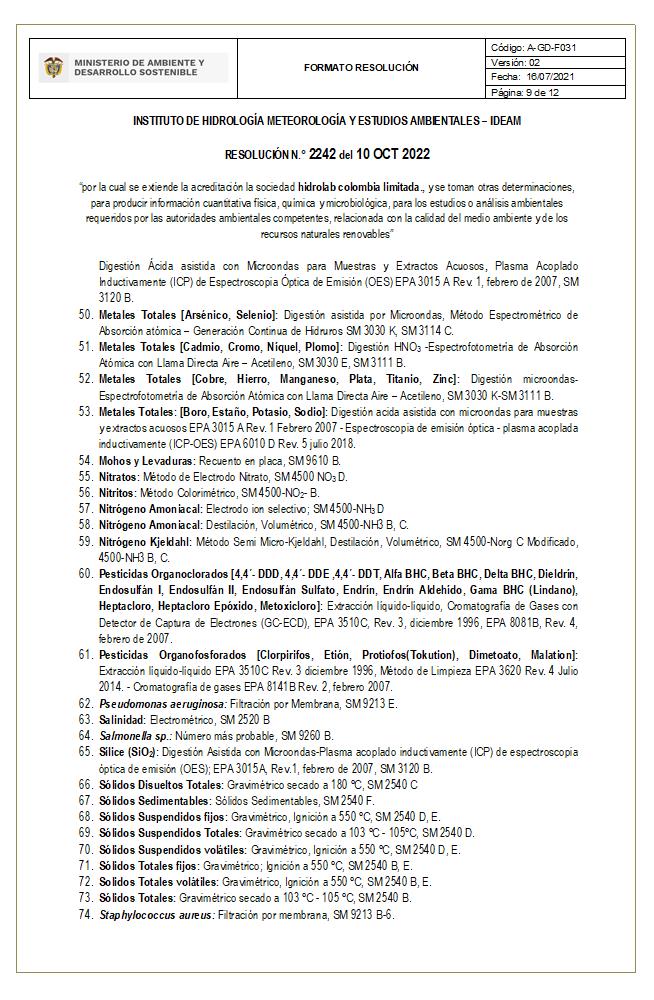 MINISTERIO DE AMBIENTE Y
DESARROLLO SOSTENIBLE
FORMATO RESOLUCIÓN
Código: A-GD-F031
Versión: 02
Fecha: 16/07/2021
Página: 9 de 12
INSTITUTO DE HIDROLOGÍA METEOROLOGÍA Y ESTUDIOS AMBIENTALES – IDEAM
RESOLUCIÓN N.° 2242 del 10 OCT 2022
"por la cual se extiende la acreditación la sociedad hidrolab colombia limitada., y se toman otras determinaciones,
para producir información cuantitativa física, química y microbiológica, para los estudios o análisis ambientales
requeridos por las autoridades ambientales competentes, relacionada con la calidad del medio ambiente y de los
recursos naturales renovables"
Digestión Ácida asistida con Microondas para Muestras y Extractos Acuosos, Plasma Acoplado
Inductivamente (ICP) de Espectroscopia Óptica de Emisión (OES) EPA 3015 A Rev. 1, febrero de 2007, SM
3120 B.
50. Metales Totales [Arsénico, Selenio]: Digestión asistida por Microondas, Método Espectrométrico de
Absorción atómica – Generación Continua de Hidruros SM 3030 K, SM 3114 C.
51. Metales Totales [Cadmio, Cromo, Niquel, Plomo]: Digestión HNO₃ -Espectrofotometría de Absorción
Atómica con Llama Directa Aire – Acetileno, SM 3030 E, SM 3111 B.
52. Metales Totales [Cobre, Hierro, Manganeso, Plata, Titanio, Zinc]: Digestión microondas-
Espectrofotometría de Absorción Atómica con Llama Directa Aire – Acetileno, SM 3030 K-SM 3111 B.
53. Metales Totales: [Boro, Estaño, Potasio, Sodio]: Digestión acida asistida con microondas para muestras
y extractos acuosos EPA 3015 A Rev. 1 Febrero 2007 - Espectroscopia de emisión óptica - plasma acoplada
inductivamente (ICP-OES) EPA 6010 D Rev. 5 julio 2018.
54. Mohos y Levaduras: Recuento en placa, SM 9610 B.
55. Nitratos: Método de Electrodo Nitrato, SM 4500 NO₃ D.
56. Nitritos: Método Colorimétrico, SM 4500-NO₂- B.
57. Nitrógeno Amoniacal: Electrodo ion selectivo; SM 4500-NH₃ D
58. Nitrógeno Amoniacal: Destilación, Volumétrico, SM 4500-NH3 B, C.
59. Nitrógeno Kjeldahl: Método Semi Micro-Kjeldahl, Destilación, Volumétrico, SM 4500-Norg C Modificado,
4500-NH3 B, C.
60. Pesticidas Organoclorados [4,4´- DDD, 4,4´- DDE ,4,4´- DDT, Alfa BHC, Beta BHC, Delta BHC, Dieldrín,
Endosulfán I, Endosulfán II, Endosulfán Sulfato, Endrín, Endrín Aldehído, Gama BHC (Lindano),
Heptacloro, Heptacloro Epóxido, Metoxicloro]: Extracción líquido-líquido, Cromatografía de Gases con
Detector de Captura de Electrones (GC-ECD), EPA 3510C, Rev. 3, diciembre 1996, EPA 8081B, Rev. 4,
febrero de 2007.
61. Pesticidas Organofosforados [Clorpirifos, Etión, Protiofos(Tokution), Dimetoato, Malation]:
Extracción líquido-líquido EPA 3510C Rev. 3 diciembre 1996, Método de Limpieza EPA 3620 Rev. 4 Julio
2014. - Cromatografía de gases EPA 8141B Rev. 2, febrero 2007.
62. Pseudomonas aeruginosa: Filtración por Membrana, SM 9213 E.
63. Salinidad: Electrométrico, SM 2520 B
64. Salmonella sp.: Número más probable, SM 9260 B.
65. Sílice (SiO₂): Digestión Asistida con Microondas-Plasma acoplado inductivamente (ICP) de espectroscopia
óptica de emisión (OES); EPA 3015A, Rev.1, febrero de 2007, SM 3120 B.
66. Sólidos Disueltos Totales: Gravimétrico secado a 180 °C, SM 2540 C
67. Sólidos Sedimentables: Sólidos Sedimentables, SM 2540 F.
68. Sólidos Suspendidos fijos: Gravimétrico, Ignición a 550 °C, SM 2540 D, E.
69. Sólidos Suspendidos Totales: Gravimétrico secado a 103 °C - 105°C, SM 2540 D.
70. Sólidos Suspendidos volátiles: Gravimétrico, Ignición a 550 °C, SM 2540 D, E.
71. Sólidos Totales fijos: Gravimétrico; Ignición a 550 °C, SM 2540 B, E.
72. Solidos Totales volátiles: Gravimétrico, Ignición a 550 °C, SM 2540 B, E.
73. Sólidos Totales: Gravimétrico secado a 103 °C - 105 °C, SM 2540 B.
74. Staphylococcus aureus: Filtración por membrana, SM 9213 B-6.